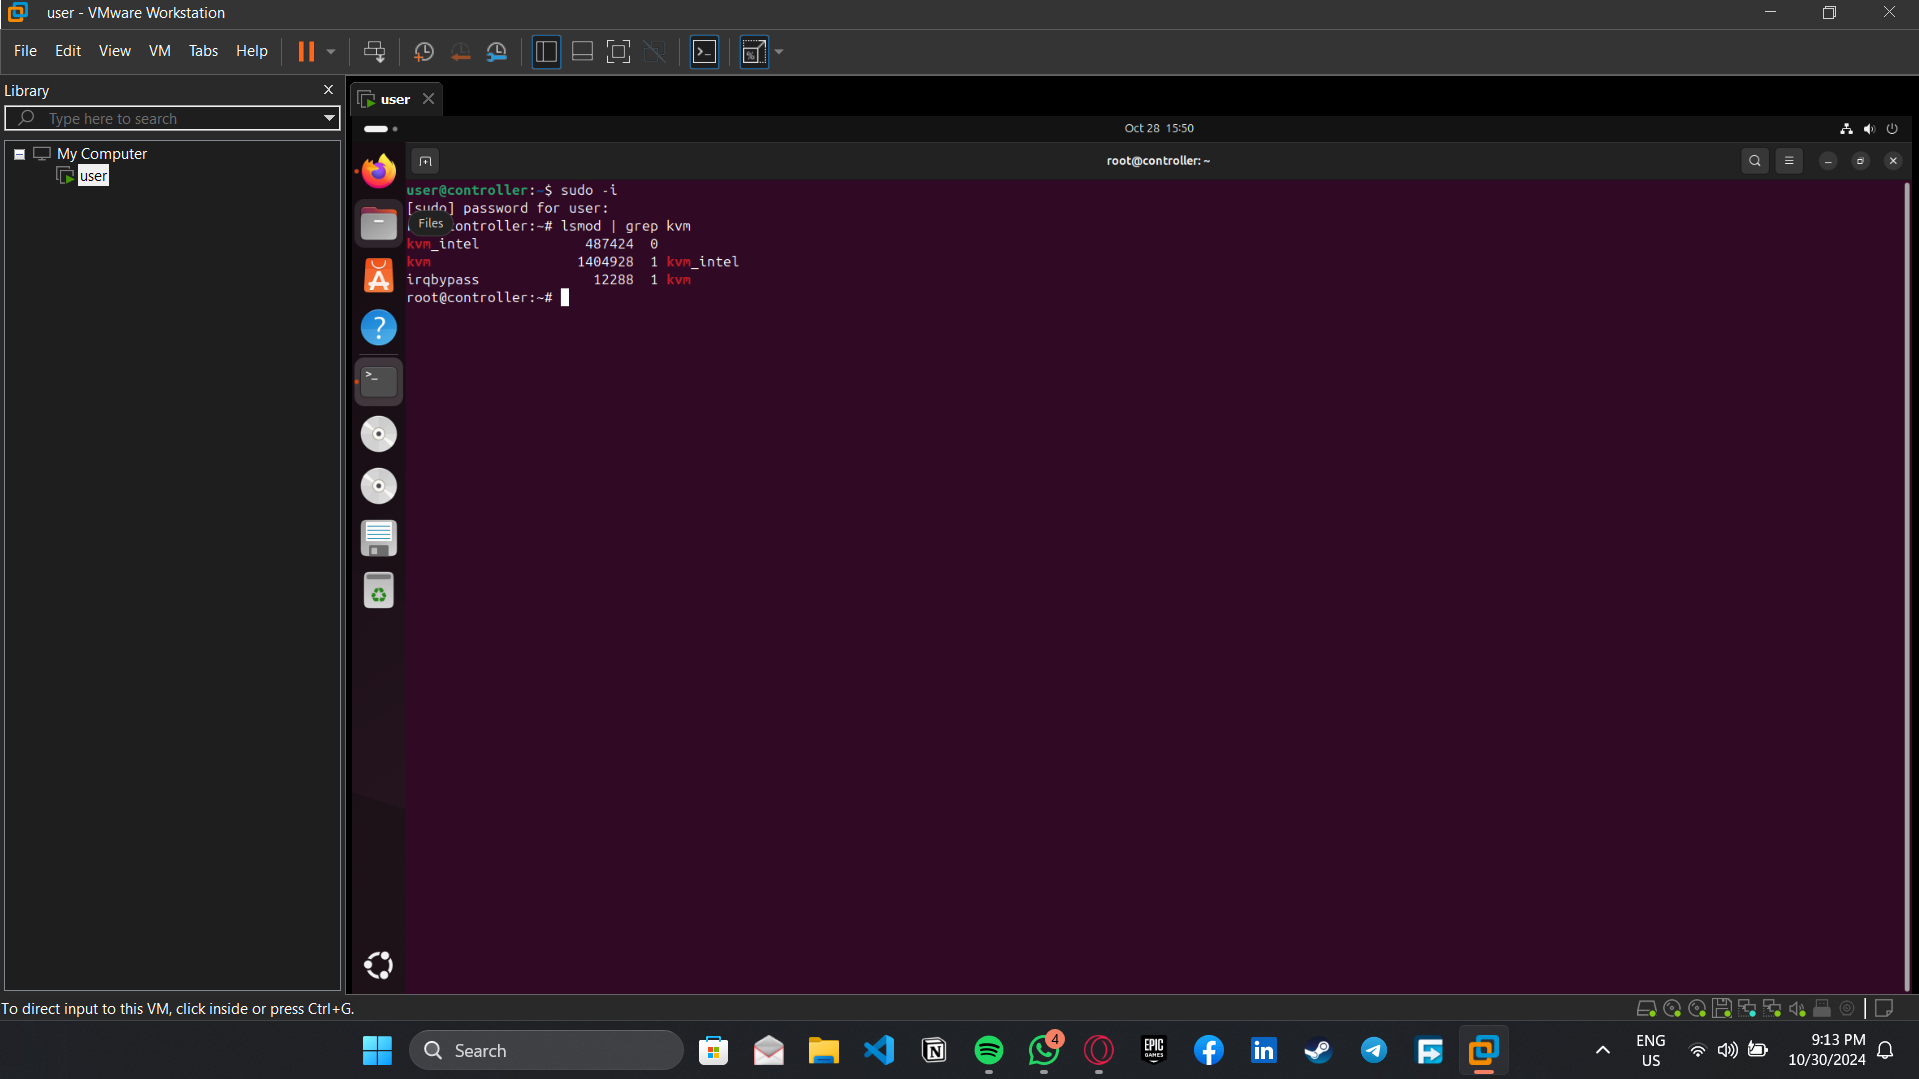 user - VMware Workstation
File Edit View VM Tabs Help
Library
Type here to search
My Computer
user
user
Oct 28 15:50
root@controller: ~
user@controller:~$ sudo -i
[sudo] password for user:
Files
controller:~# lsmod | grep kvm
kvm_intel 487424 0
kvm 1404928 1 kvm_intel
irqbypass 12288 1 kvm
root@controller:~#
To direct input to this VM, click inside or press Ctrl+G.
Search
4
EPIC
GAMES
ENG
US
9:13 PM
10/30/2024